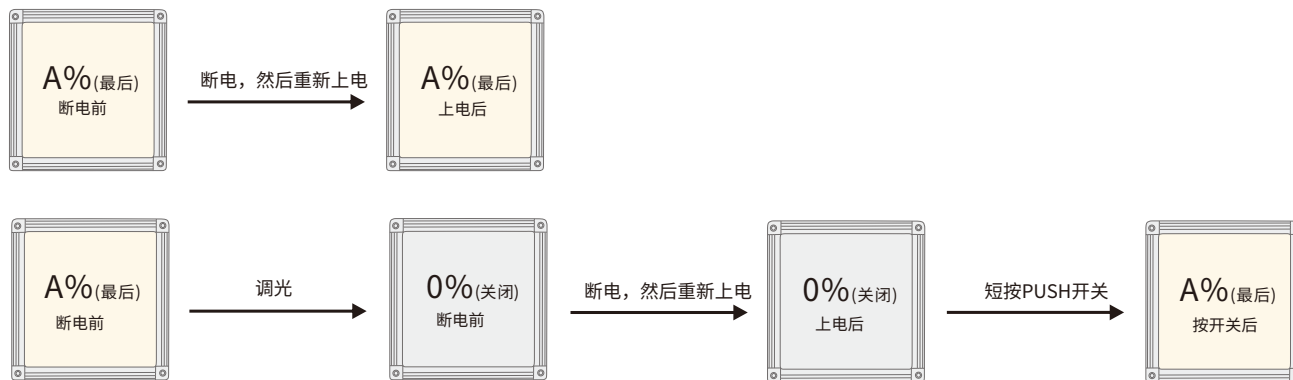 A%(最后)
断电前
断电，然后重新上电
A%(最后)
上电后
A%(最后)
断电前
调光
0%(关闭)
断电前
断电，然后重新上电
0%(关闭)
上电后
短按PUSH开关
A%(最后)
按开关后